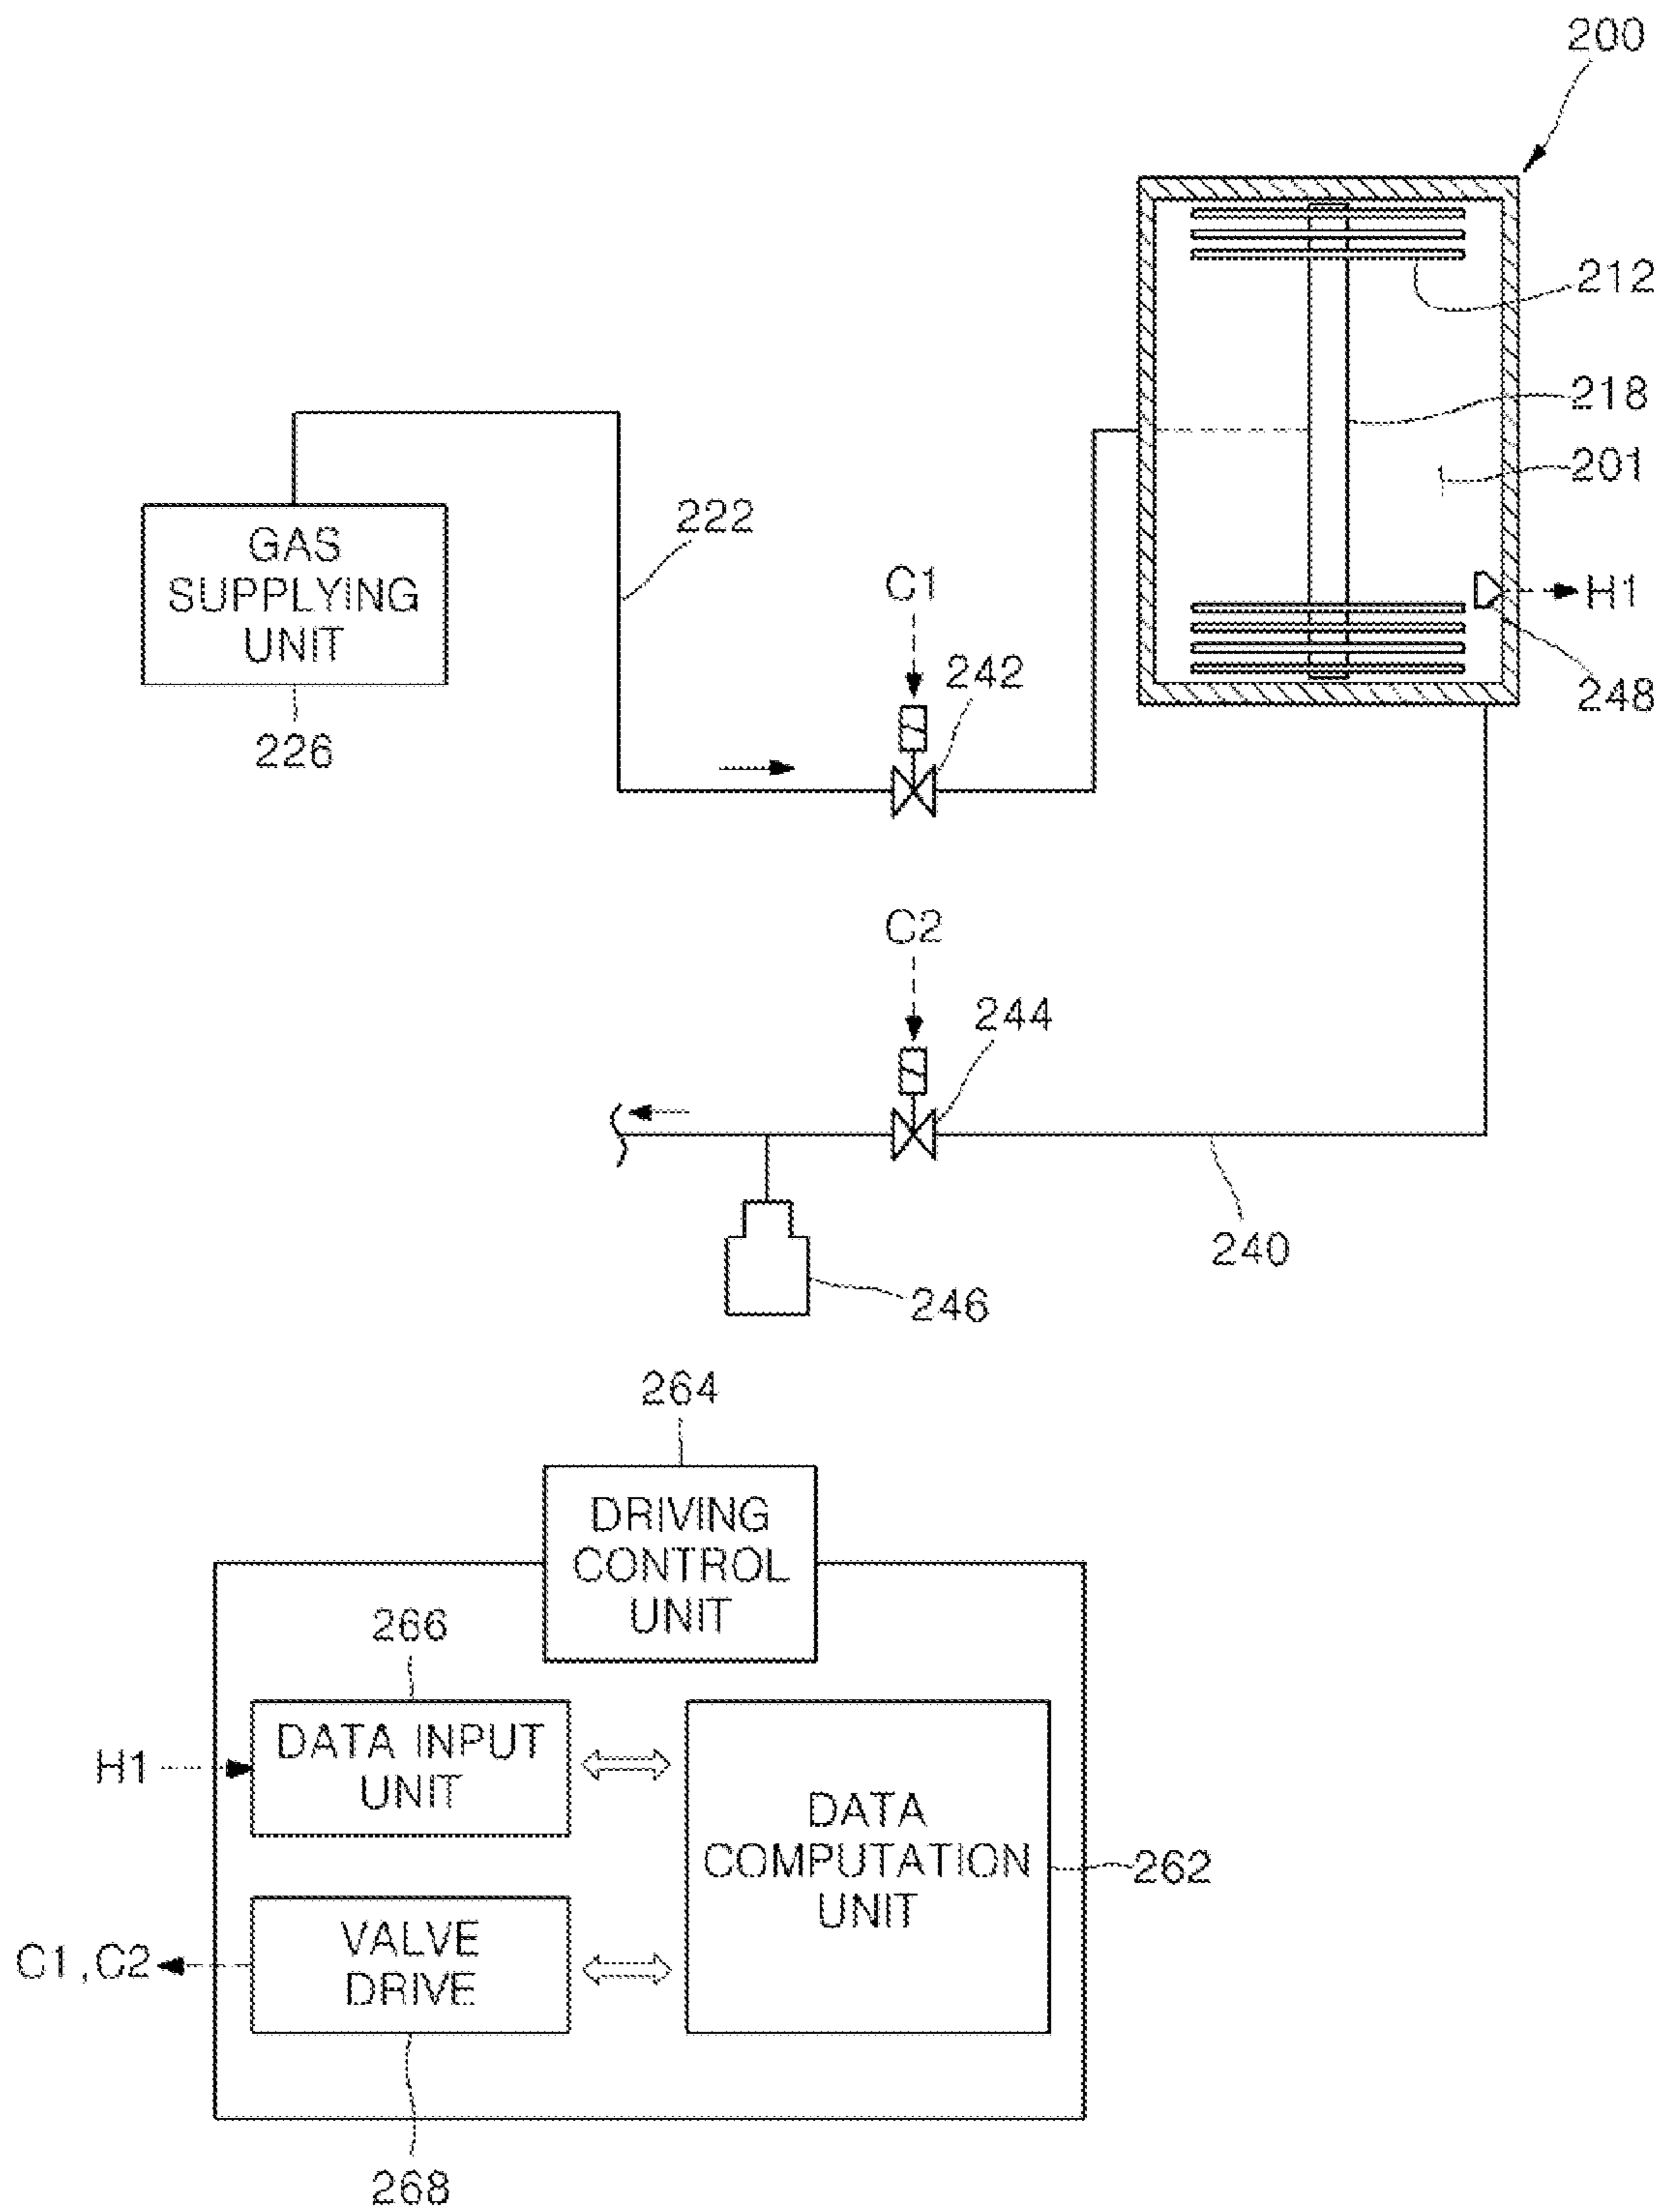 200
212
218
201
H1
248
GAS
SUPPLYING
UNIT
226
222
C1
242
C2
244
240
246
264
DRIVING
CONTROL
UNIT
266
H1
DATA INPUT
UNIT
DATA
COMPUTATION
UNIT
262
C1,C2
VALVE
DRIVE
268